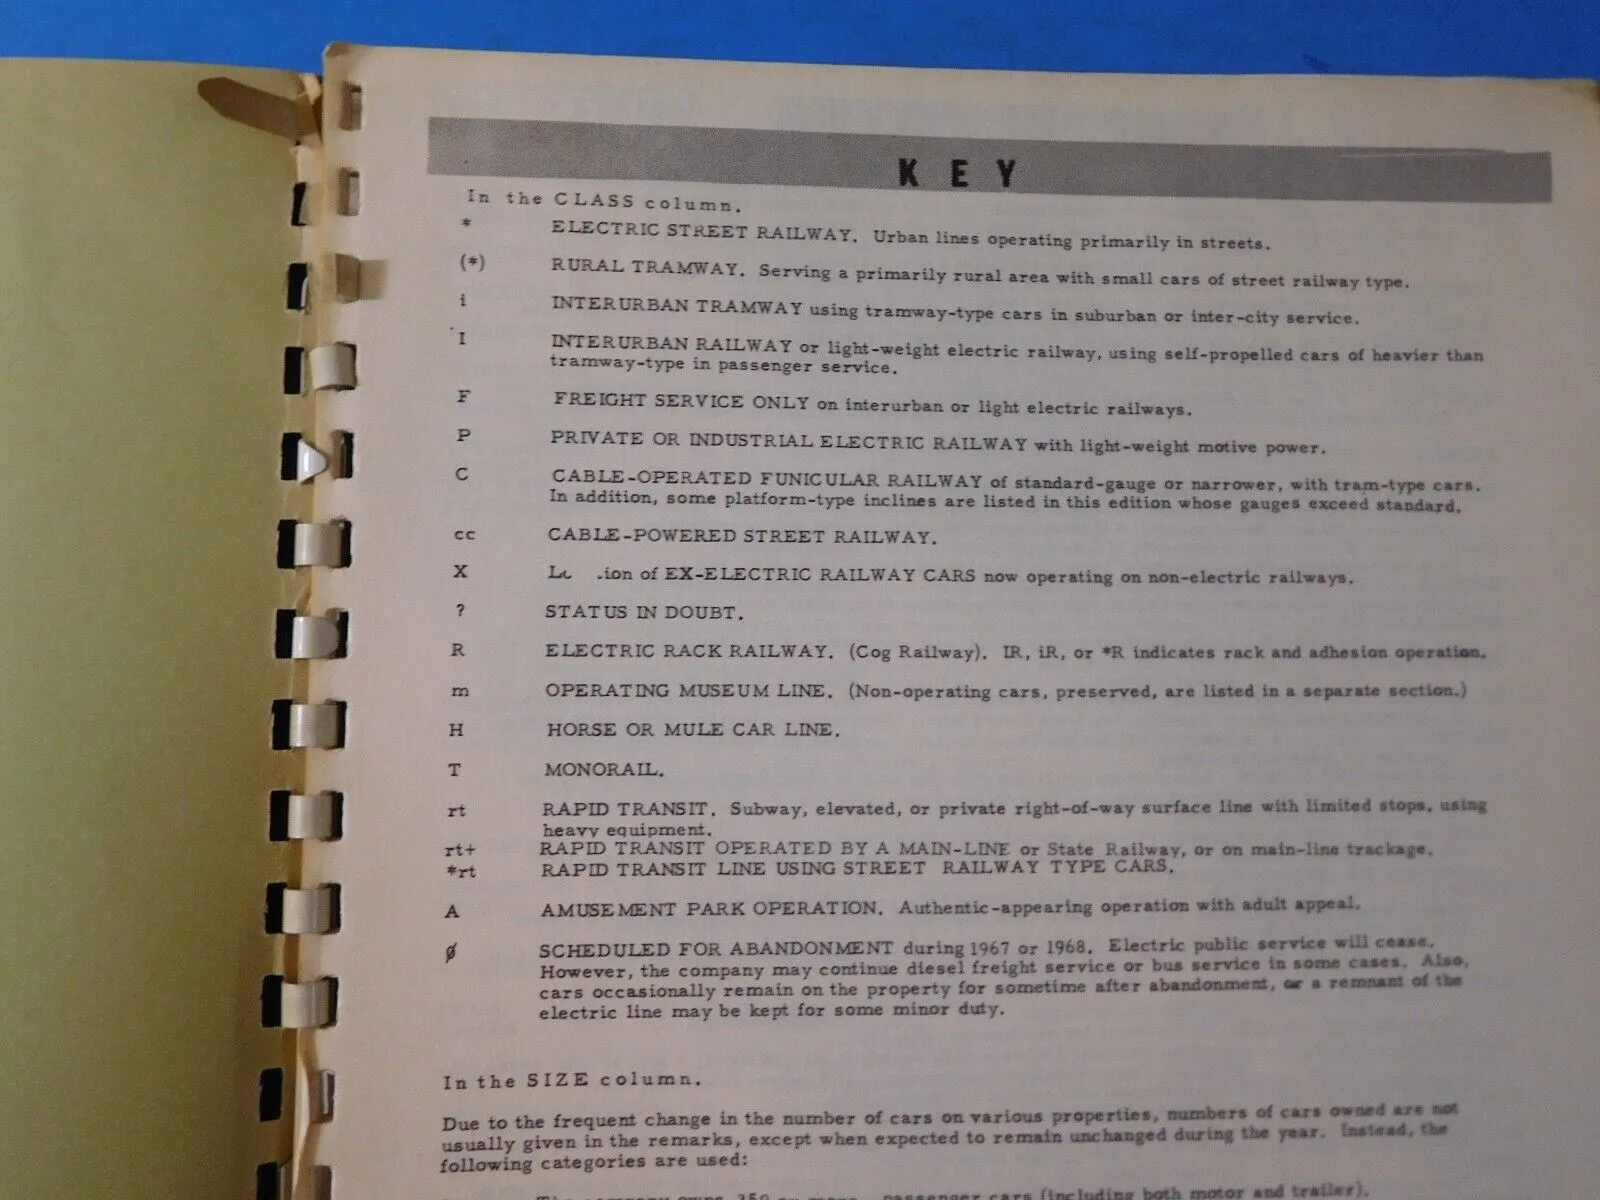 KEY
In the CLASS column.
* ELECTRIC STREET RAILWAY. Urban lines operating primarily in streets.
(*) RURAL TRAMWAY. Serving a primarily rural area with small cars of street railway type.
i INTERURBAN TRAMWAY using tramway-type cars in suburban or inter-city service.
I INTERURBAN RAILWAY or light-weight electric railway, using self-propelled cars of heavier than
tramway-type in passenger service.
F FREIGHT SERVICE ONLY on interurban or light electric railways.
P PRIVATE OR INDUSTRIAL ELECTRIC RAILWAY with light-weight motive power.
C CABLE-OPERATED FUNICULAR RAILWAY of standard-gauge or narrower, with tram-type cars.
In addition, some platform-type inclines are listed in this edition whose gauges exceed standard.
cc CABLE-POWERED STREET RAILWAY.
X of EX-ELECTRIC RAILWAY CARS now operating on non-electric railways.
? STATUS IN DOUBT.
R ELECTRIC RACK RAILWAY. (Cog Railway). IR, iR, or *R indicates rack and adhesion operation.
m OPERATING MUSEUM LINE. (Non-operating cars, preserved, are listed in a separate section.)
H HORSE OR MULE CAR LINE.
T MONORAIL.
rt RAPID TRANSIT. Subway, elevated, or private right-of-way surface line with limited stops, using
heavy equipment.
rt+ RAPID TRANSIT OPERATED BY A MAIN-LINE or State Railway, or on main-line trackage.
*rt RAPID TRANSIT LINE USING STREET RAILWAY TYPE CARS.
A AMUSEMENT PARK OPERATION. Authentic-appearing operation with adult appeal.
ø SCHEDULED FOR ABANDONMENT during 1967 or 1968. Electric public service will cease.
However, the company may continue diesel freight service or bus service in some cases. Also,
cars occasionally remain on the property for sometime after abandonment, or a remnant of the
electric line may be kept for some minor duty.
In the SIZE column.
Due to the frequent change in the number of cars on various properties, numbers of cars owned are not
usually given in the remarks, except when expected to remain unchanged during the year. Instead, the
following categories are used:
The company owns 350 or more passenger cars (including both motor and trailer).